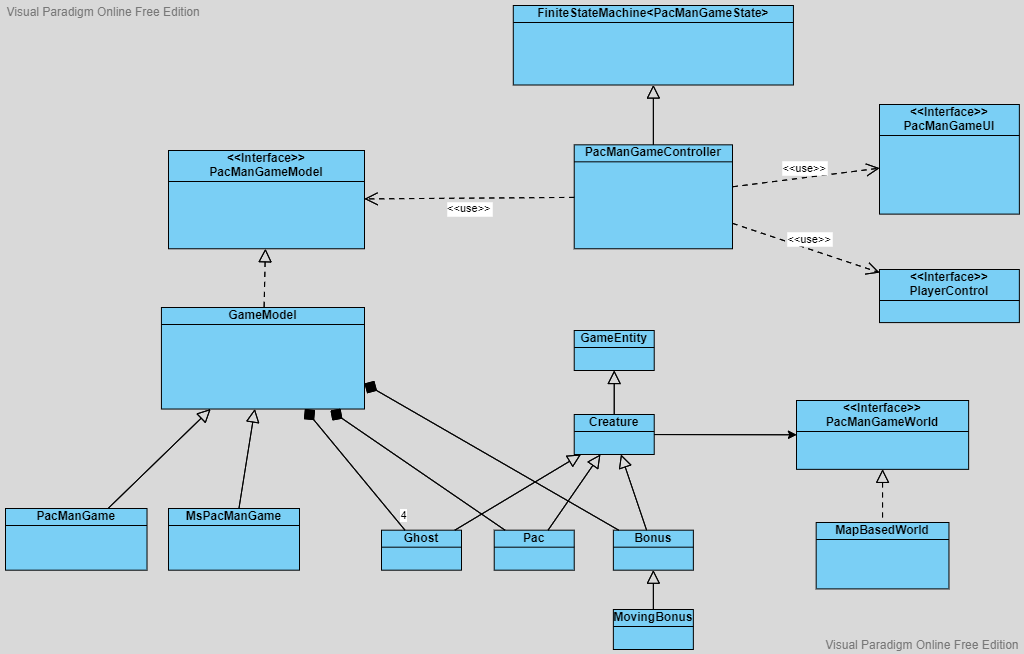 Visual Paradigm Online Free Edition
FiniteStateMachine<PacManGameState>
<<Interface>>
PacManGameUI
PacManGameController
<<Interface>>
PacManGameModel
<<use>>
<<use>>
<<use>>
<<Interface>>
PlayerControl
GameModel
GameEntity
<<Interface>>
PacManGameWorld
Creature
PacManGame
MsPacManGame
4
Ghost
Pac
Bonus
MapBasedWorld
MovingBonus
Visual Paradigm Online Free Edition